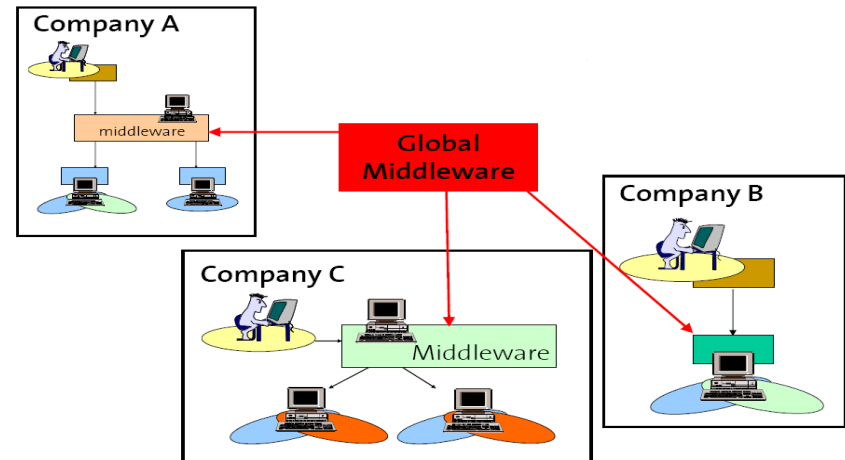 Company A
middleware
Global
Middleware
Company B
Company C
Middleware